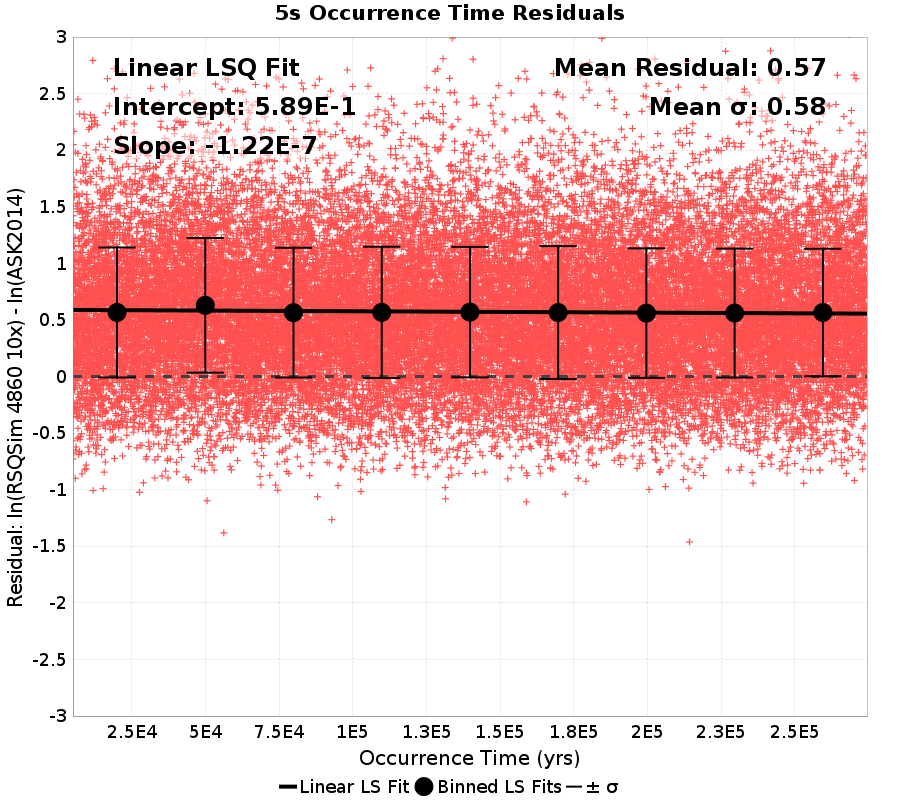 5s Occurrence Time Residuals
Linear LSQ Fit
Intercept: 5.89E-1
Slope: -1.22E-7
Mean Residual: 0.57
Mean σ: 0.58
Residual: ln(RSQSim 4860 10x) - ln(ASK2014)
3
2.5
2
1.5
1
0.5
0
-0.5
-1
-1.5
-2
-2.5
-3
2.5E4 5E4 7.5E4 1E5 1.3E5 1.5E5 1.8E5 2E5 2.3E5 2.5E5
Occurrence Time (yrs)
Linear LS Fit Binned LS Fits ± σ